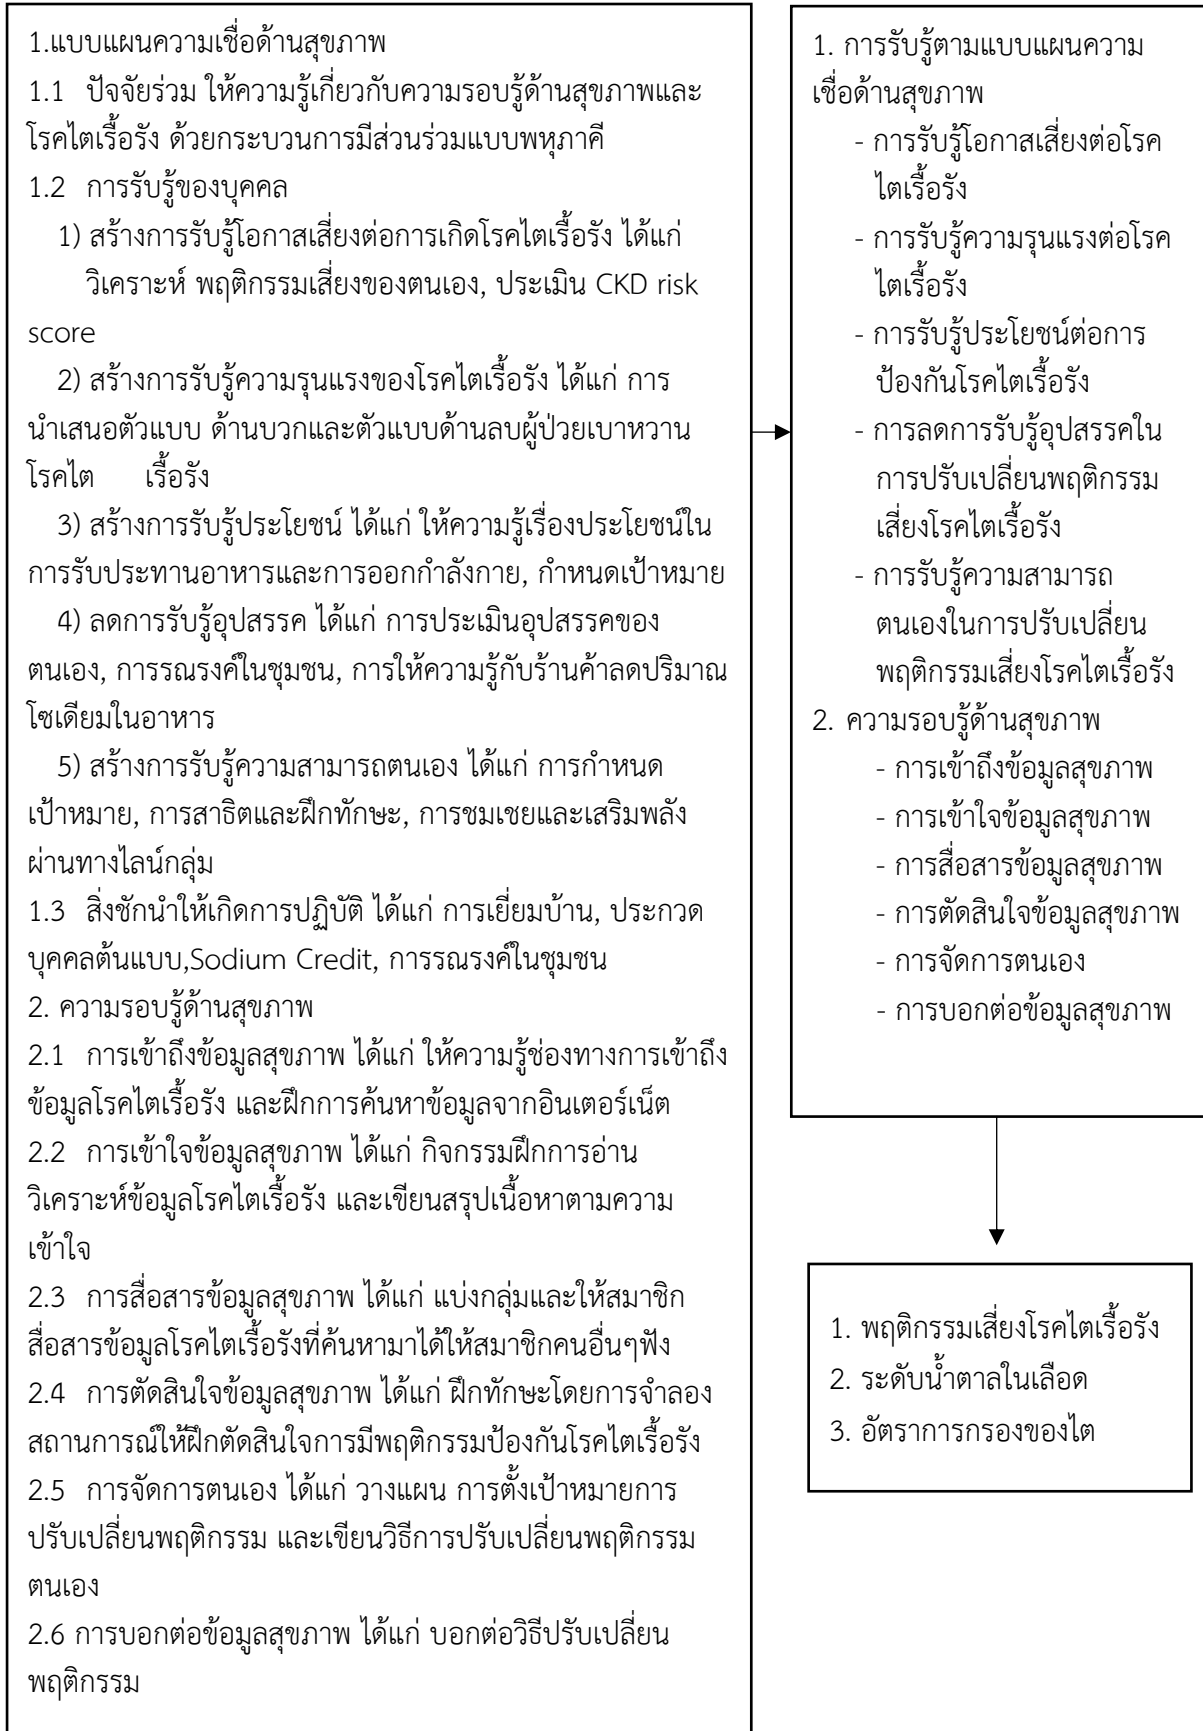 1.แบบแผนความเชื่อด้านสุขภาพ
1.1 ปัจจัยร่วม ให้ความรู้เกี่ยวกับความรอบรู้ด้านสุขภาพและ
โรคไตเรื้อรัง ด้วยกระบวนการมีส่วนร่วมแบบพหุภาคี
1.2 การรับรู้ของบุคคล
1) สร้างการรับรู้โอกาสเสี่ยงต่อการเกิดโรคไตเรื้อรัง ได้แก่
วิเคราะห์ พฤติกรรมเสี่ยงของตนเอง, ประเมิน CKD risk
score
2) สร้างการรับรู้ความรุนแรงของโรคไตเรื้อรัง ได้แก่ การ
นำเสนอตัวแบบ ด้านบวกและตัวแบบด้านลบผู้ป่วยเบาหวาน
โรคไต เรื้อรัง
3) สร้างการรับรู้ประโยชน์ ได้แก่ ให้ความรู้เรื่องประโยชน์ใน
การรับประทานอาหารและการออกกำลังกาย, กำหนดเป้าหมาย
4) ลดการรับรู้อุปสรรค ได้แก่ การประเมินอุปสรรคของ
ตนเอง, การรณรงค์ในชุมชน, การให้ความรู้กับร้านค้าลดปริมาณ
โซเดียมในอาหาร
5) สร้างการรับรู้ความสามารถตนเอง ได้แก่ การกำหนด
เป้าหมาย, การสาธิตและฝึกทักษะ, การชมเชยและเสริมพลัง
ผ่านทางไลน์กลุ่ม
1.3 สิ่งชักนำให้เกิดการปฏิบัติ ได้แก่ การเยี่ยมบ้าน, ประกวด
บุคคลต้นแบบ,Sodium Credit, การรณรงค์ในชุมชน
2. ความรอบรู้ด้านสุขภาพ
2.1 การเข้าถึงข้อมูลสุขภาพ ได้แก่ ให้ความรู้ช่องทางการเข้าถึง
ข้อมูลโรคไตเรื้อรัง และฝึกการค้นหาข้อมูลจากอินเตอร์เน็ต
2.2 การเข้าใจข้อมูลสุขภาพ ได้แก่ กิจกรรมฝึกการอ่าน
วิเคราะห์ข้อมูลโรคไตเรื้อรัง และเขียนสรุปเนื้อหาตามความ
เข้าใจ
2.3 การสื่อสารข้อมูลสุขภาพ ได้แก่ แบ่งกลุ่มและให้สมาชิก
สื่อสารข้อมูลโรคไตเรื้อรังที่ค้นหามาได้ให้สมาชิกคนอื่นๆฟัง
2.4 การตัดสินใจข้อมูลสุขภาพ ได้แก่ ฝึกทักษะโดยการจำลอง
สถานการณ์ให้ฝึกตัดสินใจการมีพฤติกรรมป้องกันโรคไตเรื้อรัง
2.5 การจัดการตนเอง ได้แก่ วางแผน การตั้งเป้าหมายการ
ปรับเปลี่ยนพฤติกรรม และเขียนวิธีการปรับเปลี่ยนพฤติกรรม
ตนเอง
2.6 การบอกต่อข้อมูลสุขภาพ ได้แก่ บอกต่อวิธีปรับเปลี่ยน
พฤติกรรม
1. การรับรู้ตามแบบแผนความ
เชื่อด้านสุขภาพ
- การรับรู้โอกาสเสี่ยงต่อโรค
ไตเรื้อรัง
- การรับรู้ความรุนแรงต่อโรค
ไตเรื้อรัง
- การรับรู้ประโยชน์ต่อการ
ป้องกันโรคไตเรื้อรัง
- การลดการรับรู้อุปสรรคใน
การปรับเปลี่ยนพฤติกรรม
เสี่ยงโรคไตเรื้อรัง
- การรับรู้ความสามารถ
ตนเองในการปรับเปลี่ยน
พฤติกรรมเสี่ยงโรคไตเรื้อรัง
2. ความรอบรู้ด้านสุขภาพ
- การเข้าถึงข้อมูลสุขภาพ
- การเข้าใจข้อมูลสุขภาพ
- การสื่อสารข้อมูลสุขภาพ
- การตัดสินใจข้อมูลสุขภาพ
- การจัดการตนเอง
- การบอกต่อข้อมูลสุขภาพ
1. พฤติกรรมเสี่ยงโรคไตเรื้อรัง
2. ระดับน้ำตาลในเลือด
3. อัตราการกรองของไต